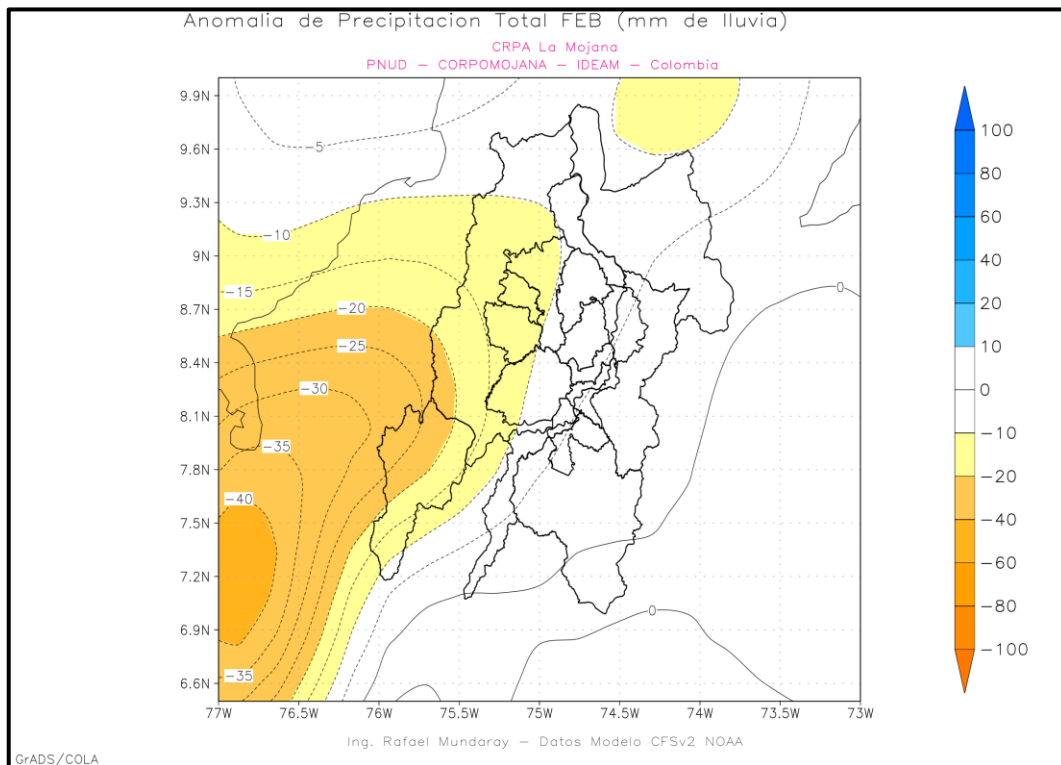 Anomalia de Precipitacion Total FEB (mm de lluvia)
CRPA La Mojana
PNUD – CORPOMOJANA – IDEAM – Colombia
9.9N
9.6N
9.3N
9N
8.7N
8.4N
8.1N
7.8N
7.5N
7.2N
6.9N
6.6N
77W 76.5W 76W 75.5W 75W 74.5W 74W 73.5W 73W
-5
-10
-15
-20
-25
-30
-35
-40
-35
0
0
100
80
60
40
20
10
0
-10
-20
-40
-60
-80
-100
Ing. Rafael Mundaray – Datos Modelo CFSv2 NOAA
GrADS/COLA